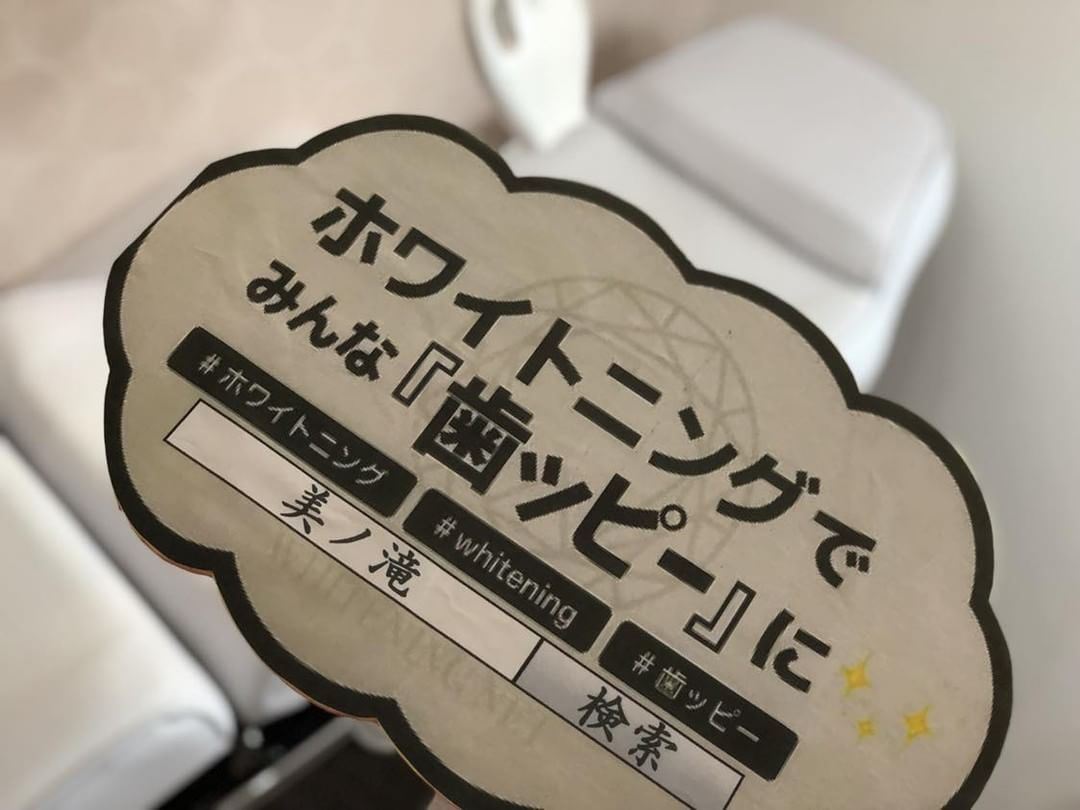 ホワイトニングで
みんな『歯ッピー』に
#ホワイトニング #whitening #歯ッピー
美ノ滝 検索